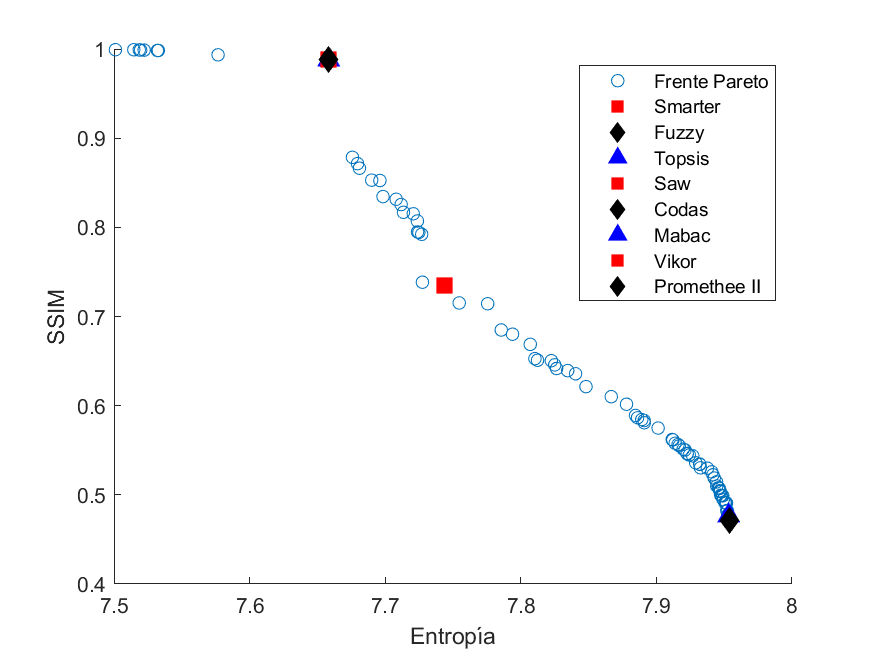 1
0.9
0.8
0.7
0.6
0.5
0.4
SSIM
7.5
7.6
7.7
7.8
7.9
8
Entropía
Frente Pareto
Smarter
Fuzzy
Topsis
Saw
Codas
Mabac
Vikor
Promethee II